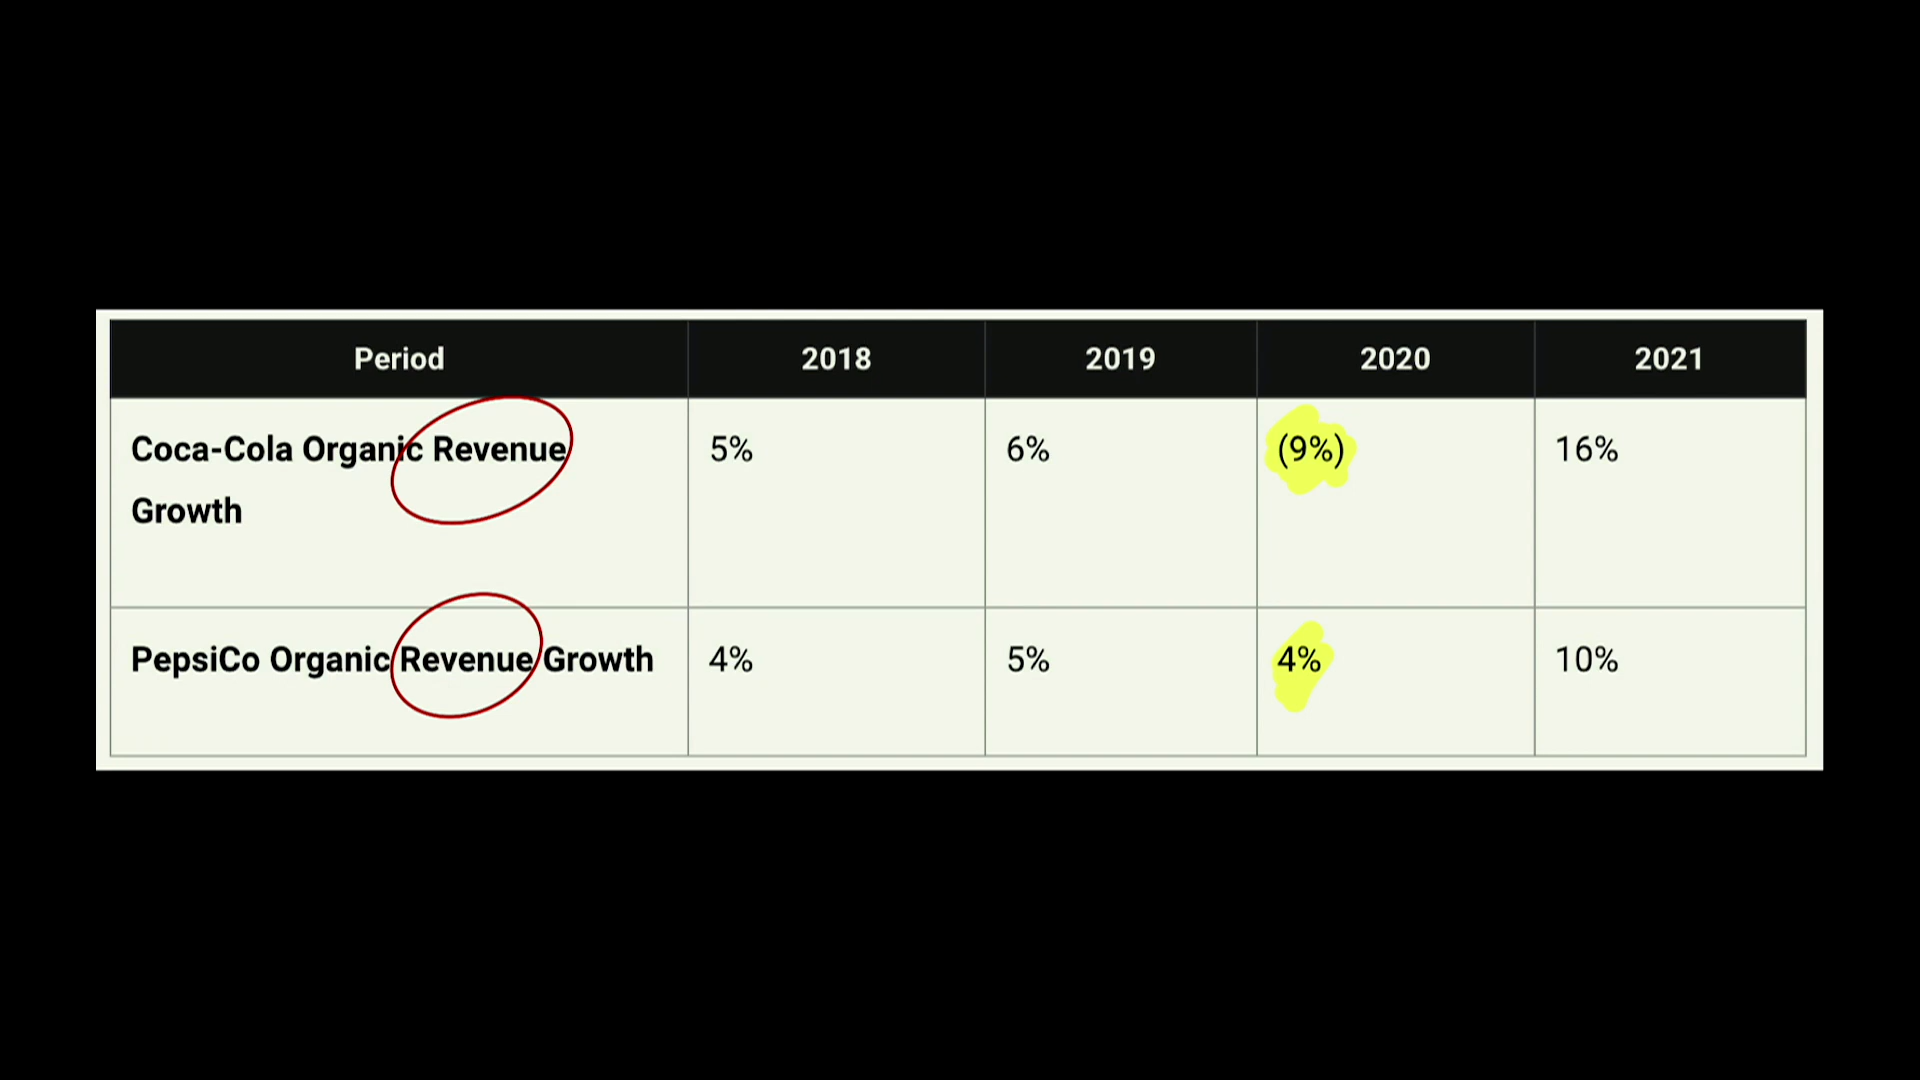 Period 2018 2019 2020 2021
Coca-Cola Organic Revenue 5% 6% (9%) 16%
Growth
PepsiCo Organic Revenue Growth 4% 5% 4% 10%